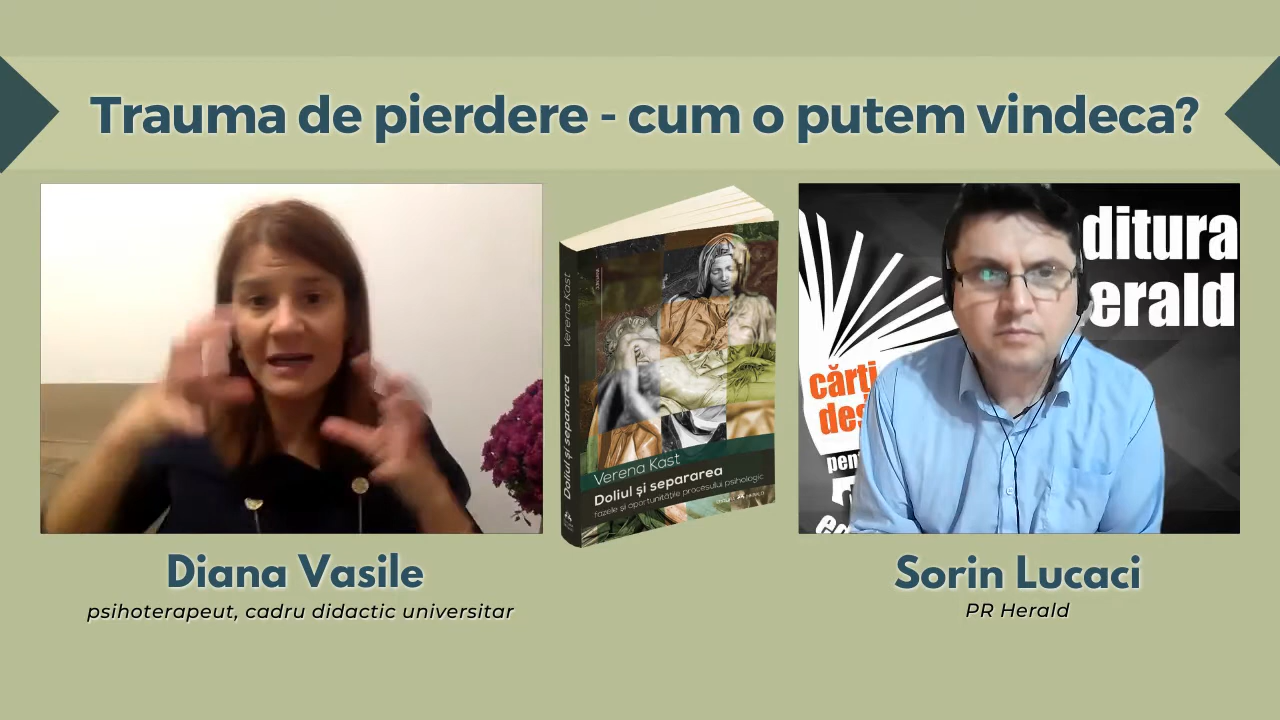 Trauma de pierdere - cum o putem vindeca?
Verena Kast
Doliul și separarea
Verena Kast
Doliul și separarea
fazele și oportunitățile procesului psihologic
ditura
erald
cărți
des
pen
Diana Vasile
psihoterapeut, cadru didactic universitar
Sorin Lucaci
PR Herald